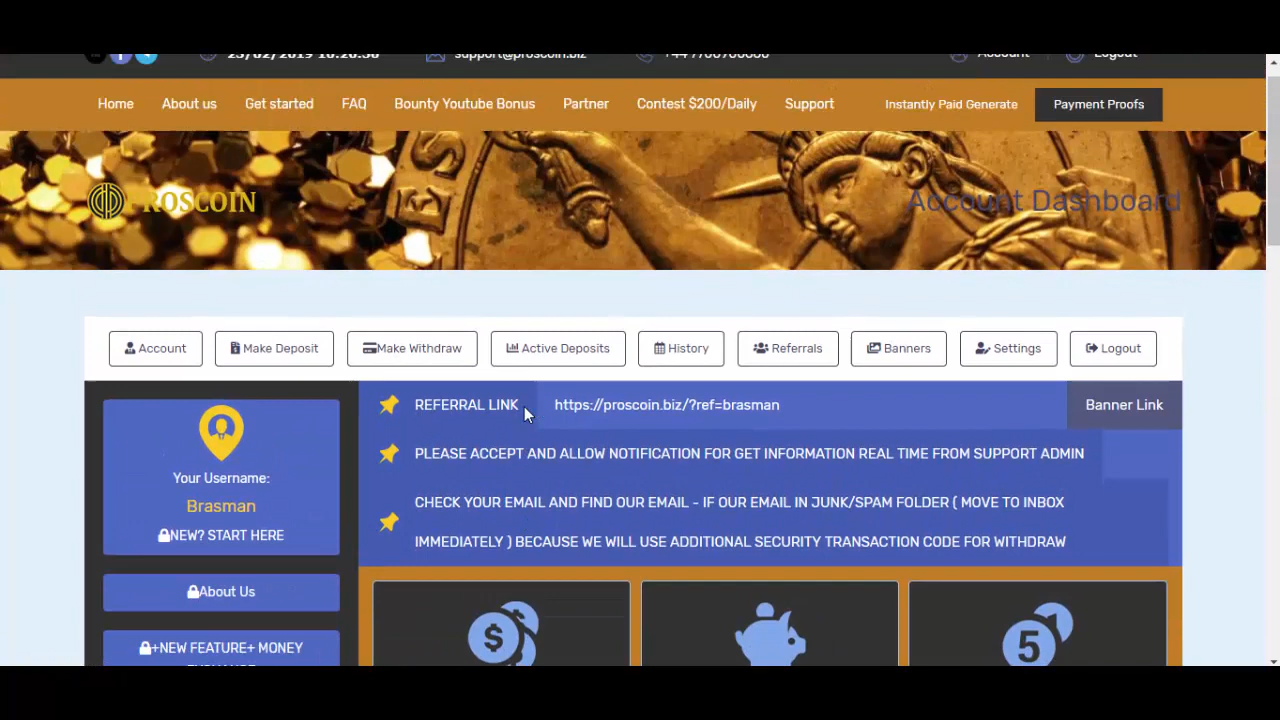 support@proscoin.biz
Account
Logout
Home About us Get started FAQ Bounty Youtube Bonus Partner Contest $200/Daily Support Instantly Paid Generate Payment Proofs
PROSCOIN
Account Dashboard
Account Make Deposit Make Withdraw Active Deposits History Referrals Banners Settings Logout
REFERRAL LINK https://proscoin.biz/?ref=brasman Banner Link
PLEASE ACCEPT AND ALLOW NOTIFICATION FOR GET INFORMATION REAL TIME FROM SUPPORT ADMIN
CHECK YOUR EMAIL AND FIND OUR EMAIL - IF OUR EMAIL IN JUNK/SPAM FOLDER ( MOVE TO INBOX
IMMEDIATELY ) BECAUSE WE WILL USE ADDITIONAL SECURITY TRANSACTION CODE FOR WITHDRAW
Your Username:
Brasman
NEW? START HERE
About Us
+NEW FEATURE+ MONEY
$
5